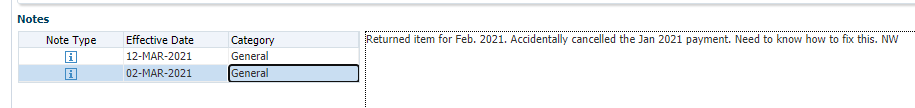 Notes
Note Type Effective Date Category
12-MAR-2021 General
02-MAR-2021 General
Returned item for Feb. 2021. Accidentally cancelled the Jan 2021 payment. Need to know how to fix this. NW